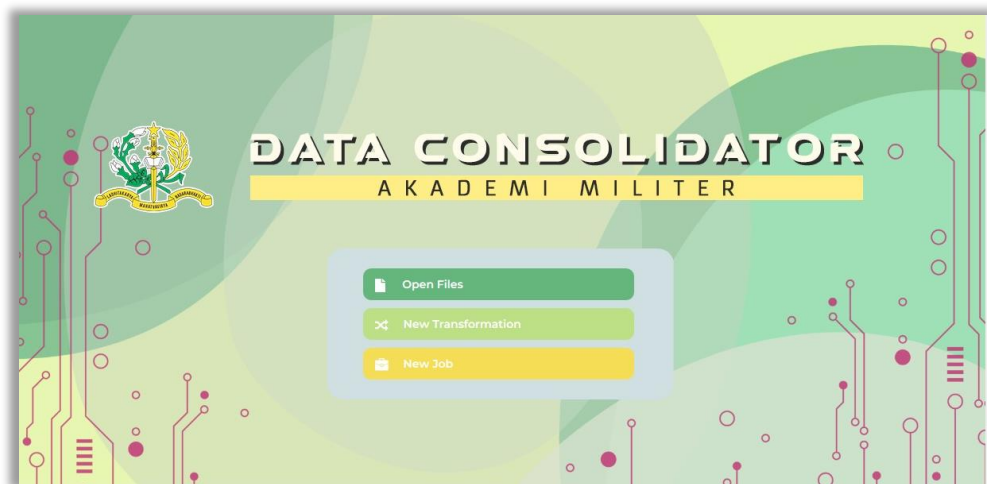 DATA CONSOLIDATOR
AKADEMI MILITER
Open Files
New Transformation
New Job